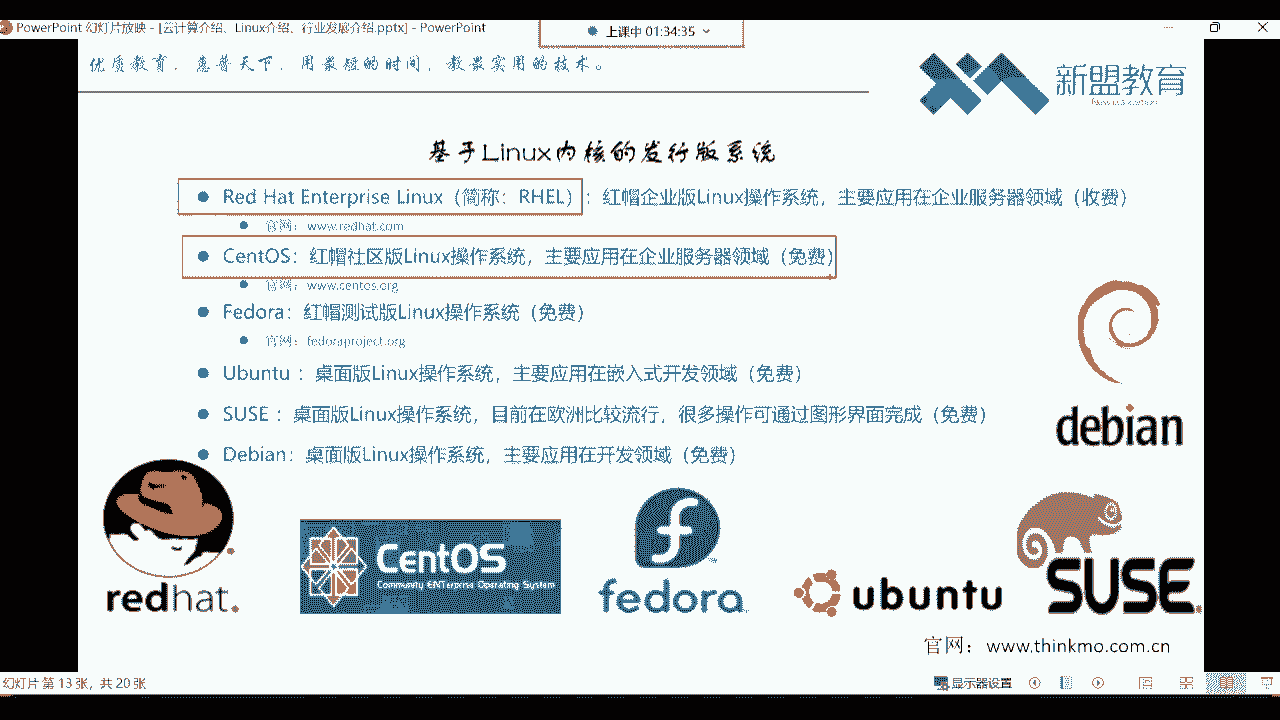 PowerPoint 幻灯片放映 - [云计算介绍、Linux介绍、行业发展介绍.pptx] - PowerPoint
上课中 01:34:35
优质教育，惠普天下，用最短的时间，教最实用的技术。
新盟教育
基于Linux内核的发行版系统
Red Hat Enterprise Linux（简称：RHEL）：红帽企业版Linux操作系统，主要应用在企业服务器领域（收费）
官网：www.redhat.com
CentOS：红帽社区版Linux操作系统，主要应用在企业服务器领域（免费）
官网：www.centos.org
Fedora：红帽测试版Linux操作系统（免费）
官网：fedoraproject.org
Ubuntu ：桌面版Linux操作系统，主要应用在嵌入式开发领域（免费）
SUSE ：桌面版Linux操作系统，目前在欧洲比较流行，很多操作可通过图形界面完成（免费）
Debian：桌面版Linux操作系统，主要应用在开发领域（免费）
debian
redhat.
CentOS
Community ENTerprise Operating System
fedora
ubuntu
SUSE
官网：www.thinkmo.com.cn
幻灯片 第 13 张，共 20 张
显示器设置